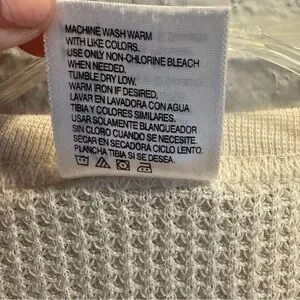 MACHINE WASH WARM
WITH LIKE COLORS.
USE ONLY NON-CHLORINE BLEACH
WHEN NEEDED.
TUMBLE DRY LOW.
WARM IRON IF DESIRED.
LAVAR EN LAVADORA CON AGUA
TIBIA Y COLORES SIMILARES.
USAR SOLAMENTE BLANQUEADOR
SIN CLORO CUANDO SE NECESITE.
SECAR EN SECADORA CICLO LENTO.
PLANCHA TIBIA SI SE DESEA.